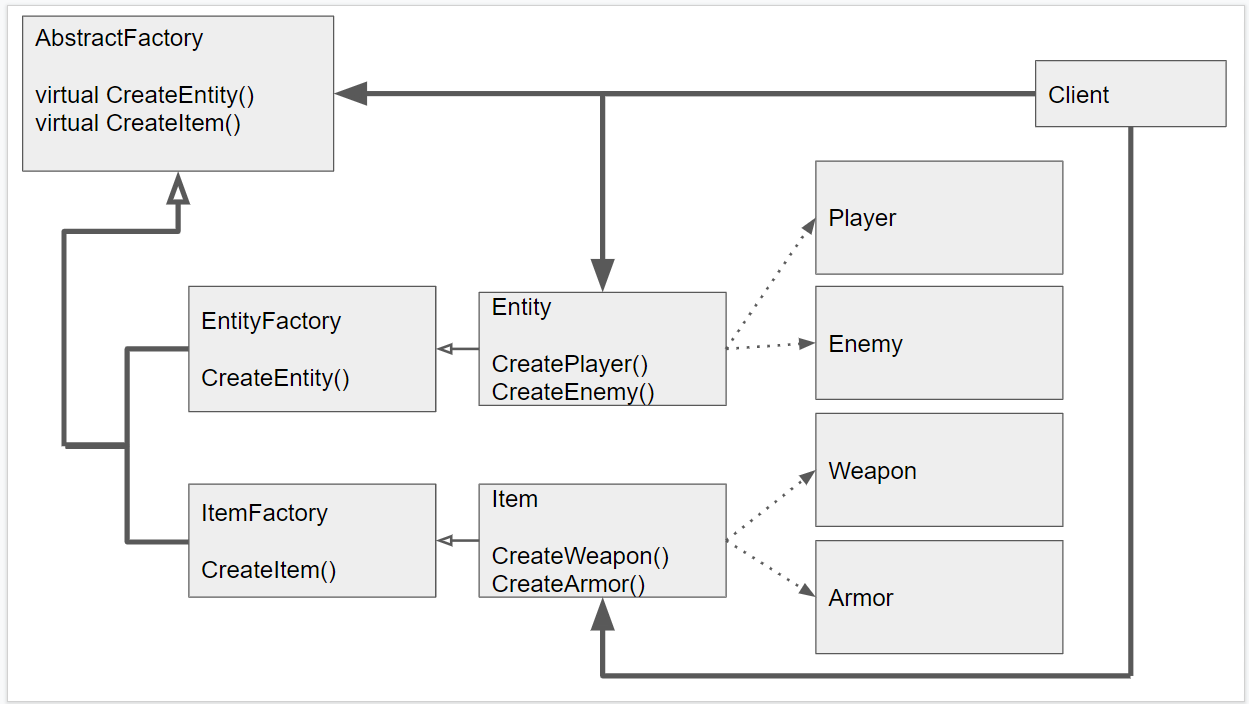 AbstractFactory
virtual CreateEntity()
virtual CreateItem()
Client
Player
EntityFactory
CreateEntity()
Entity
CreatePlayer()
CreateEnemy()
Enemy
Weapon
ItemFactory
CreateItem()
Item
CreateWeapon()
CreateArmor()
Armor